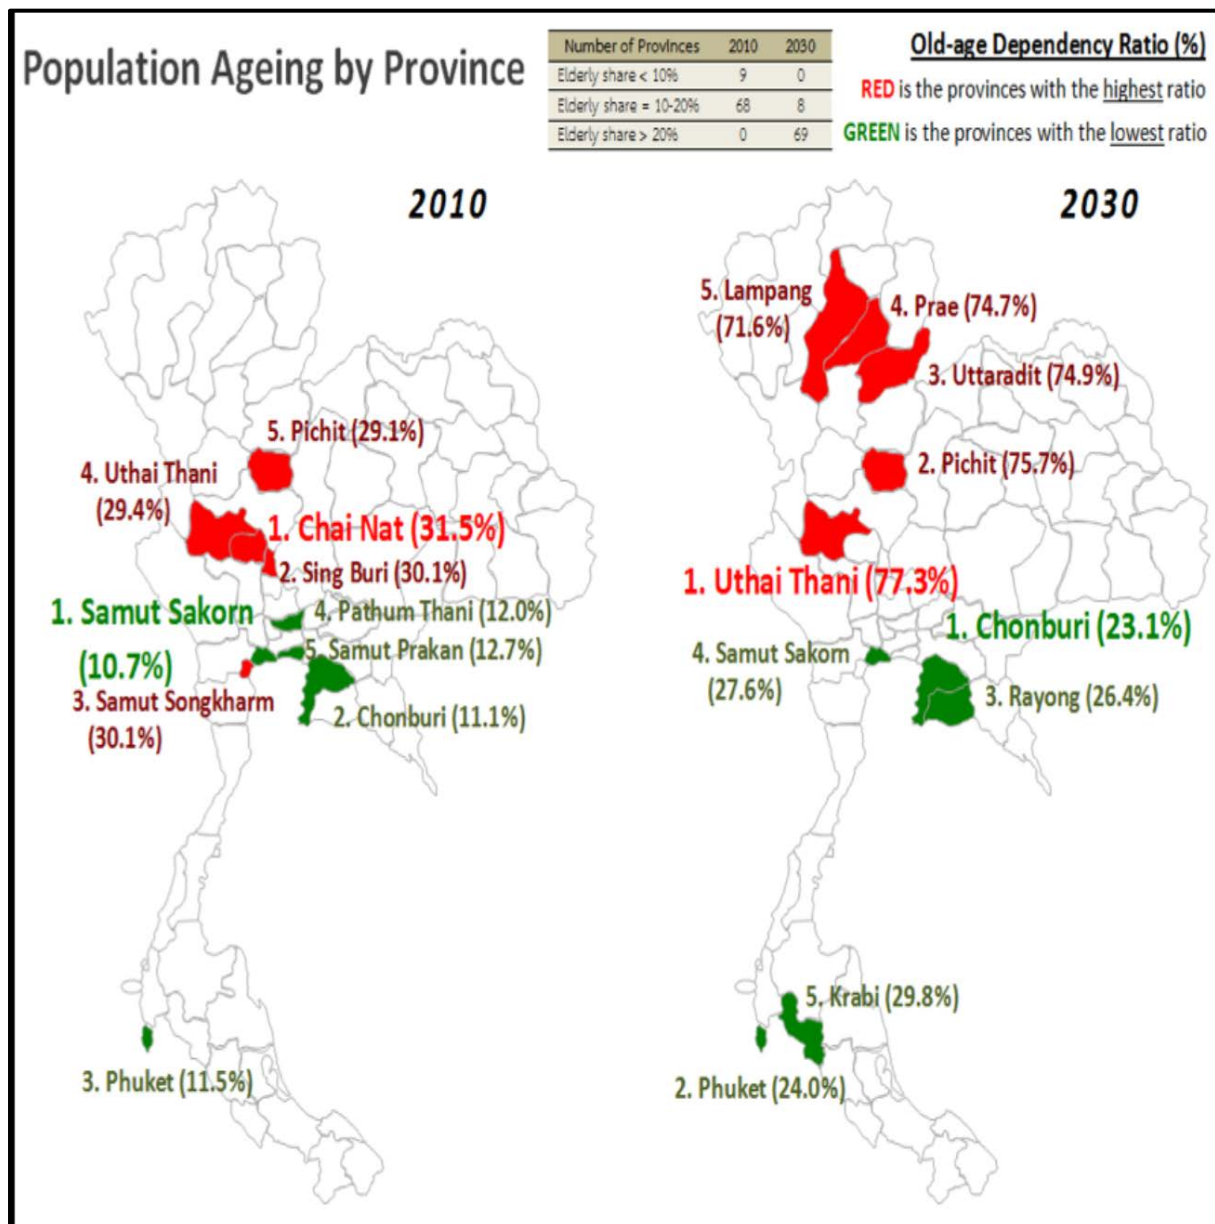 Population Ageing by Province
Number of Provinces 2010 2030
Elderly share < 10% 9 0
Elderly share = 10-20% 68 8
Elderly share > 20% 0 69
Old-age Dependency Ratio (%)
RED is the provinces with the highest ratio
GREEN is the provinces with the lowest ratio
2010
5. Pichit (29.1%)
4. Uthai Thani
(29.4%)
1. Chai Nat (31.5%)
2. Sing Buri (30.1%)
1. Samut Sakorn
(10.7%)
4. Pathum Thani (12.0%)
5. Samut Prakan (12.7%)
3. Samut Songkharm
(30.1%)
2. Chonburi (11.1%)
3. Phuket (11.5%)
2030
5. Lampang
(71.6%)
4. Prae (74.7%)
3. Uttaradit (74.9%)
2. Pichit (75.7%)
1. Uthai Thani (77.3%)
1. Chonburi (23.1%)
4. Samut Sakorn
(27.6%)
3. Rayong (26.4%)
5. Krabi (29.8%)
2. Phuket (24.0%)